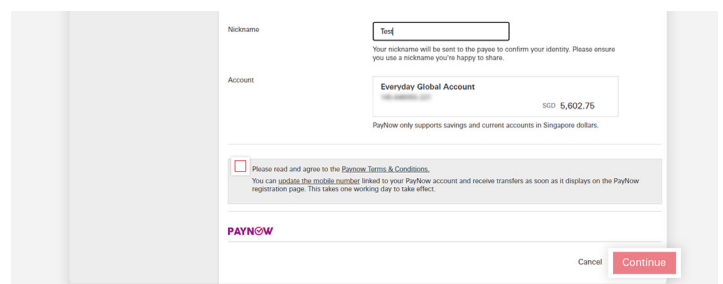 Nickname
Test
Your nickname will be sent to the payee to confirm your identity. Please ensure
you use a nickname you're happy to share.
Account
Everyday Global Account
SGD 5,602.75
PayNow only supports savings and current accounts in Singapore dollars.
Please read and agree to the Paynow Terms & Conditions.
You can update the mobile number linked to your PayNow account and receive transfers as soon as it displays on the PayNow
registration page. This takes one working day to take effect.
PAYNOW
Cancel
Continue